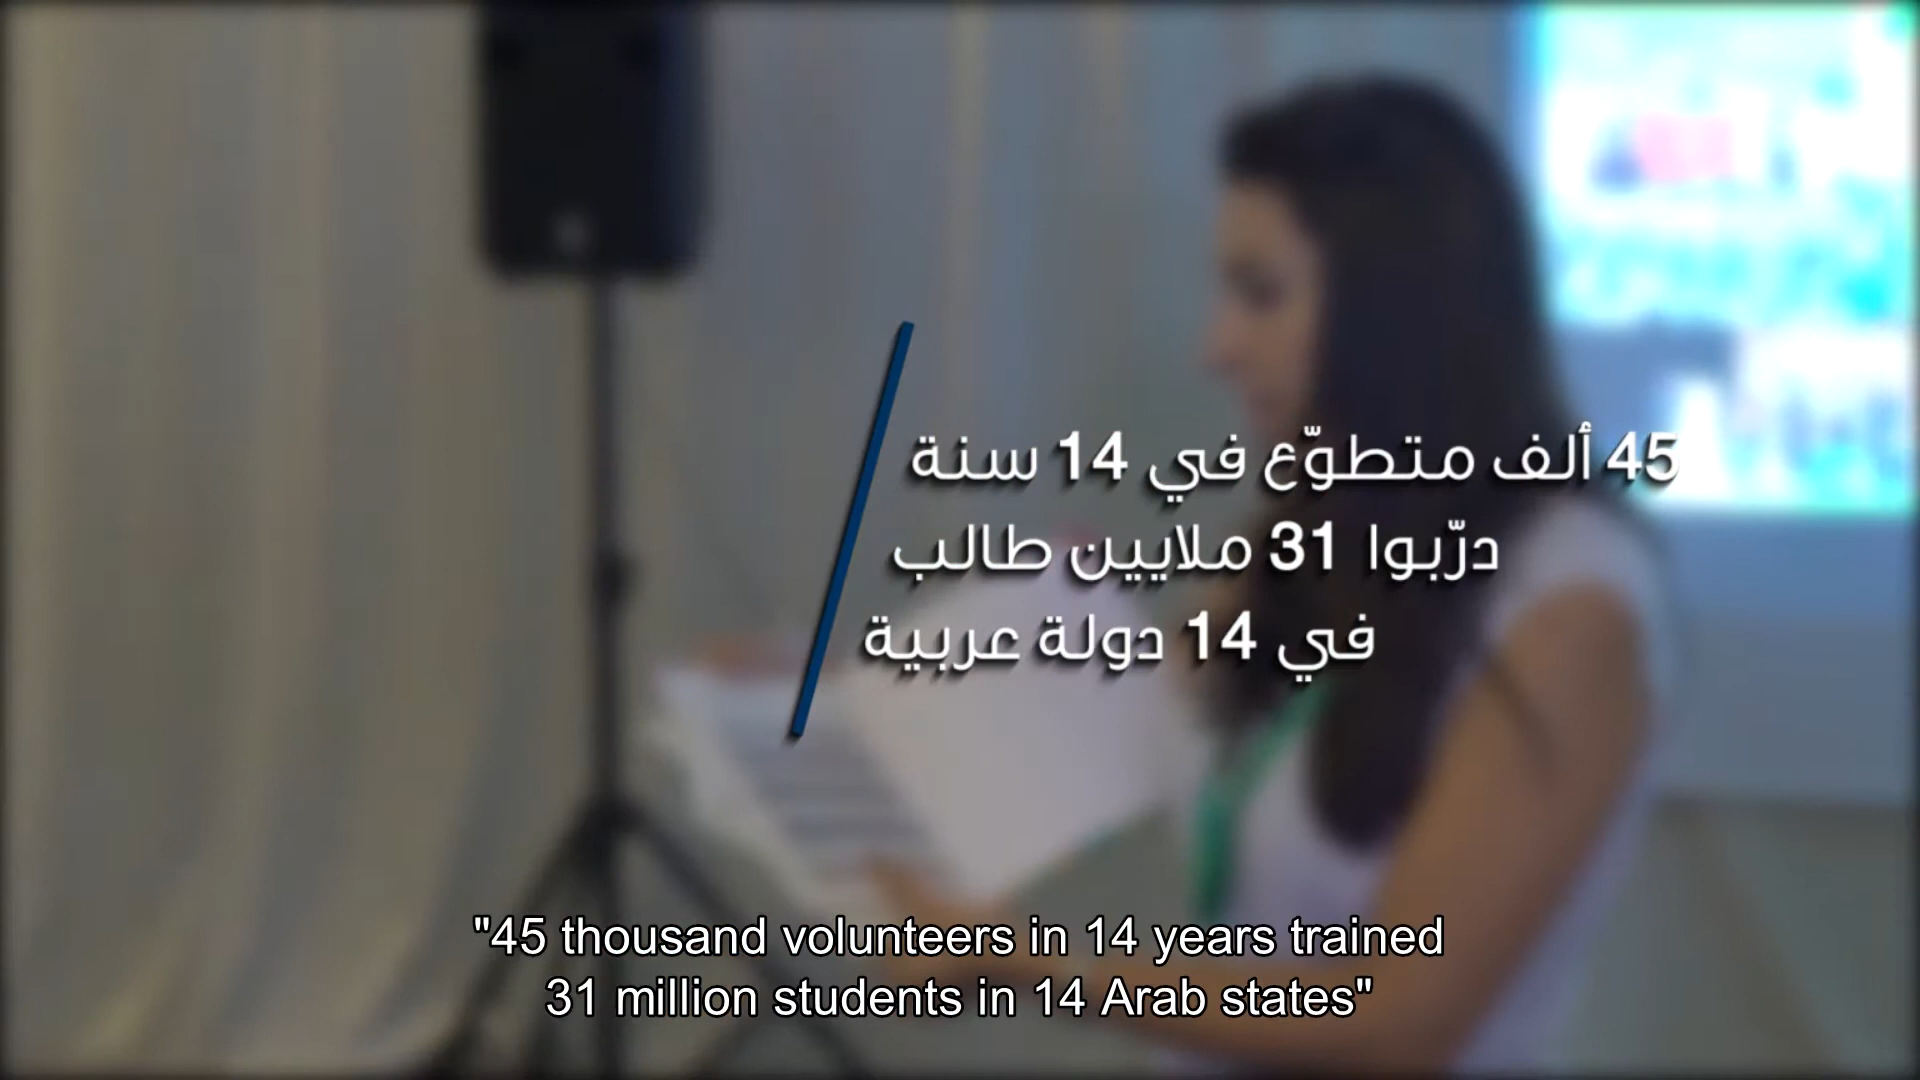 45 ألف متطوّع في 14 سنة
درّبوا 31 ملايين طالب
في 14 دولة عربية
"45 thousand volunteers in 14 years trained
31 million students in 14 Arab states"